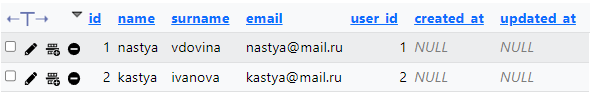 id name surname email user_id created_at updated_at
1 nastya vdovina nastya@mail.ru 1 NULL NULL
2 kastya ivanova kastya@mail.ru 2 NULL NULL